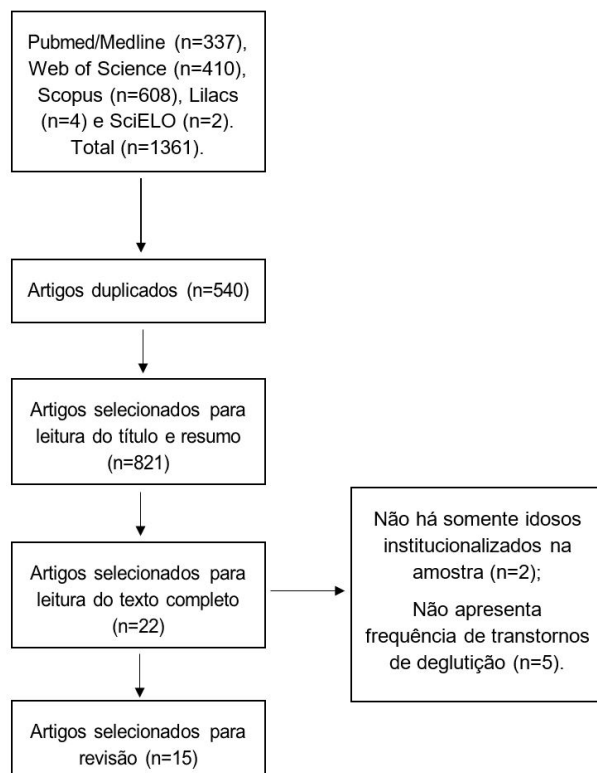 Pubmed/Medline (n=337),
Web of Science (n=410),
Scopus (n=608), Lilacs
(n=4) e SciELO (n=2).
Total (n=1361).
Artigos duplicados (n=540)
Artigos selecionados para
leitura do título e resumo
(n=821)
Artigos selecionados para
leitura do texto completo
(n=22)
Não há somente idosos
institucionalizados na
amostra (n=2);
Não apresenta
frequência de transtornos
de deglutição (n=5).
Artigos selecionados para
revisão (n=15)